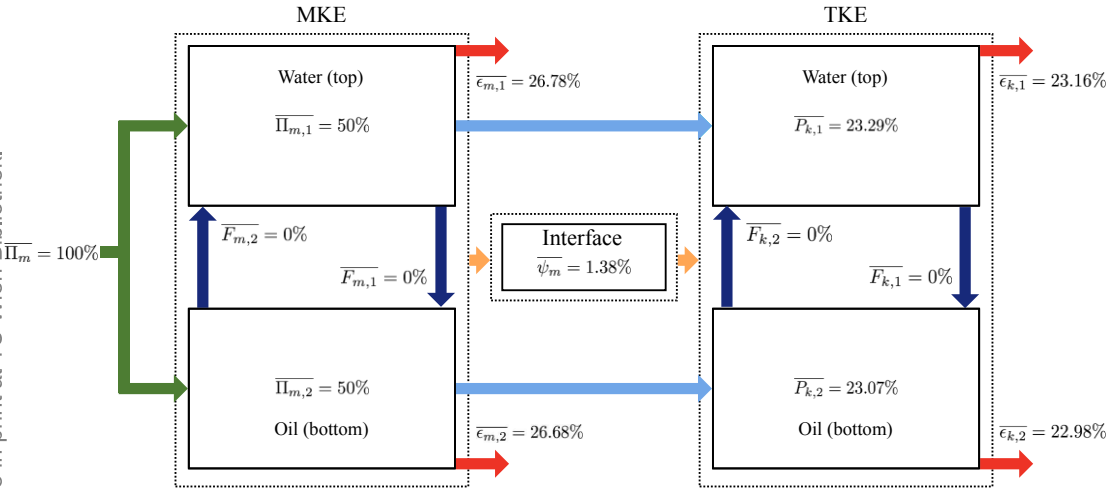 MKE
TKE
Water (top)
Water (top)
$\overline{\epsilon_{m,1}} = 26.78\%$
$\overline{\epsilon_{k,1}} = 23.16\%$
$\overline{\Pi_{m,1}} = 50\%$
$\overline{P_{k,1}} = 23.29\%$
$\overline{F_{m,2}} = 0\%$
$\overline{F_{k,2}} = 0\%$
Interface
$\overline{\Pi_m} = 100\%$
$\overline{\psi_m} = 1.38\%$
$\overline{F_{m,1}} = 0\%$
$\overline{F_{k,1}} = 0\%$
$\overline{\Pi_{m,2}} = 50\%$
$\overline{P_{k,2}} = 23.07\%$
Oil (bottom)
Oil (bottom)
$\overline{\epsilon_{m,2}} = 26.68\%$
$\overline{\epsilon_{k,2}} = 22.98\%$